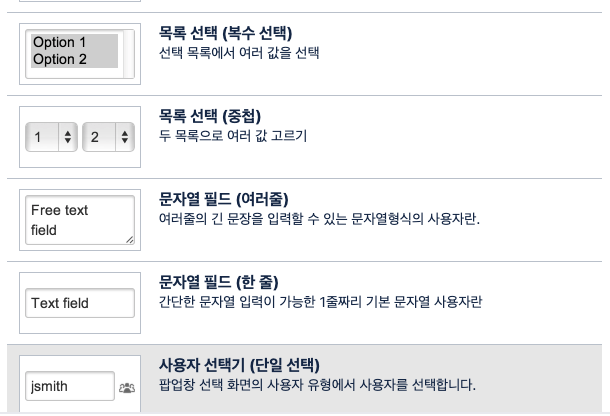 Option 1
Option 2
목록 선택 (복수 선택)
선택 목록에서 여러 값을 선택
1
2
목록 선택 (중첩)
두 목록으로 여러 값 고르기
Free text
field
문자열 필드 (여러줄)
여러줄의 긴 문장을 입력할 수 있는 문자열형식의 사용자란.
Text field
문자열 필드 (한 줄)
간단한 문자열 입력이 가능한 1줄짜리 기본 문자열 사용자란
jsmith
사용자 선택기 (단일 선택)
팝업창 선택 화면의 사용자 유형에서 사용자를 선택합니다.